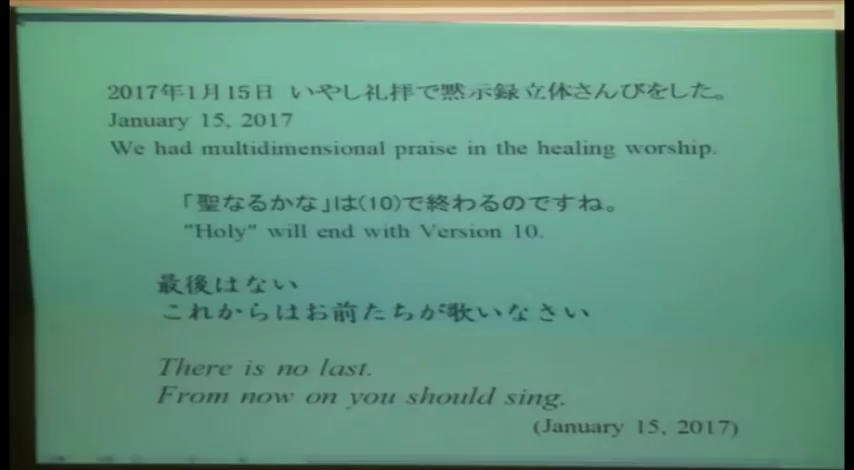 2017年1月15日 いやし礼拝で黙示録立体さんびをした。
January 15, 2017
We had multidimensional praise in the healing worship.
「聖なるかな」は(10)で終わるのですね。
"Holy" will end with Version 10.
最後はない
これからはお前たちが歌いなさい
There is no last.
From now on you should sing.
(January 15, 2017)